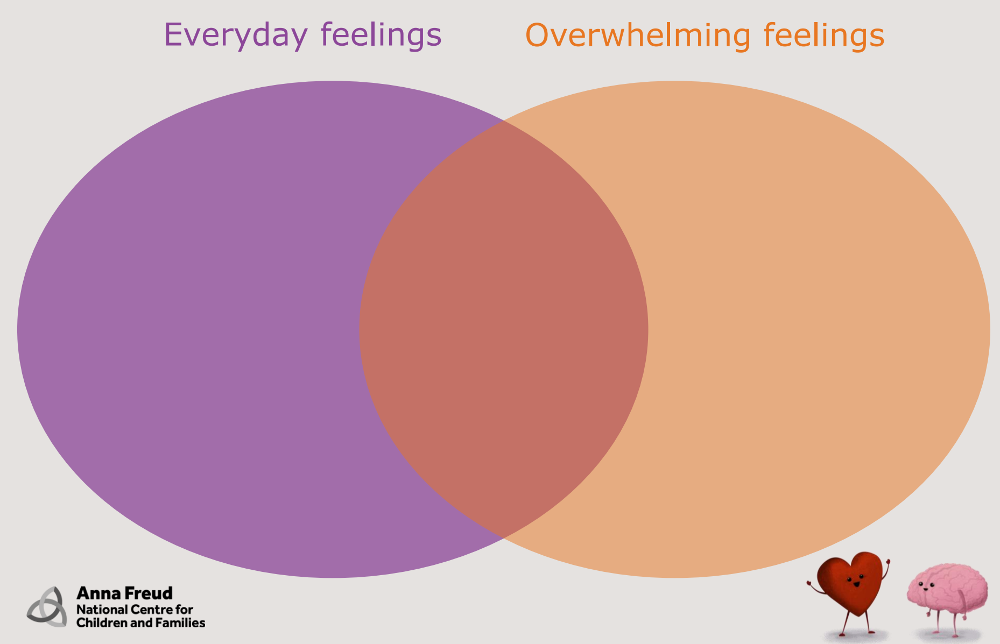 Everyday feelings
Overwhelming feelings
Anna Freud
National Centre for
Children and Families